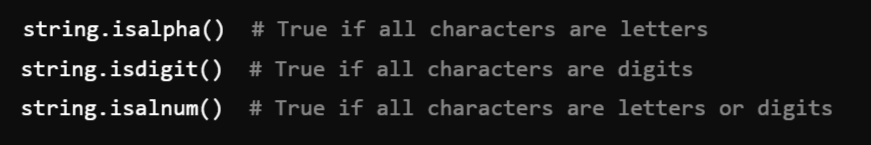 string.isalpha()  # True if all characters are letters
string.isdigit()  # True if all characters are digits
string.isalnum()  # True if all characters are letters or digits